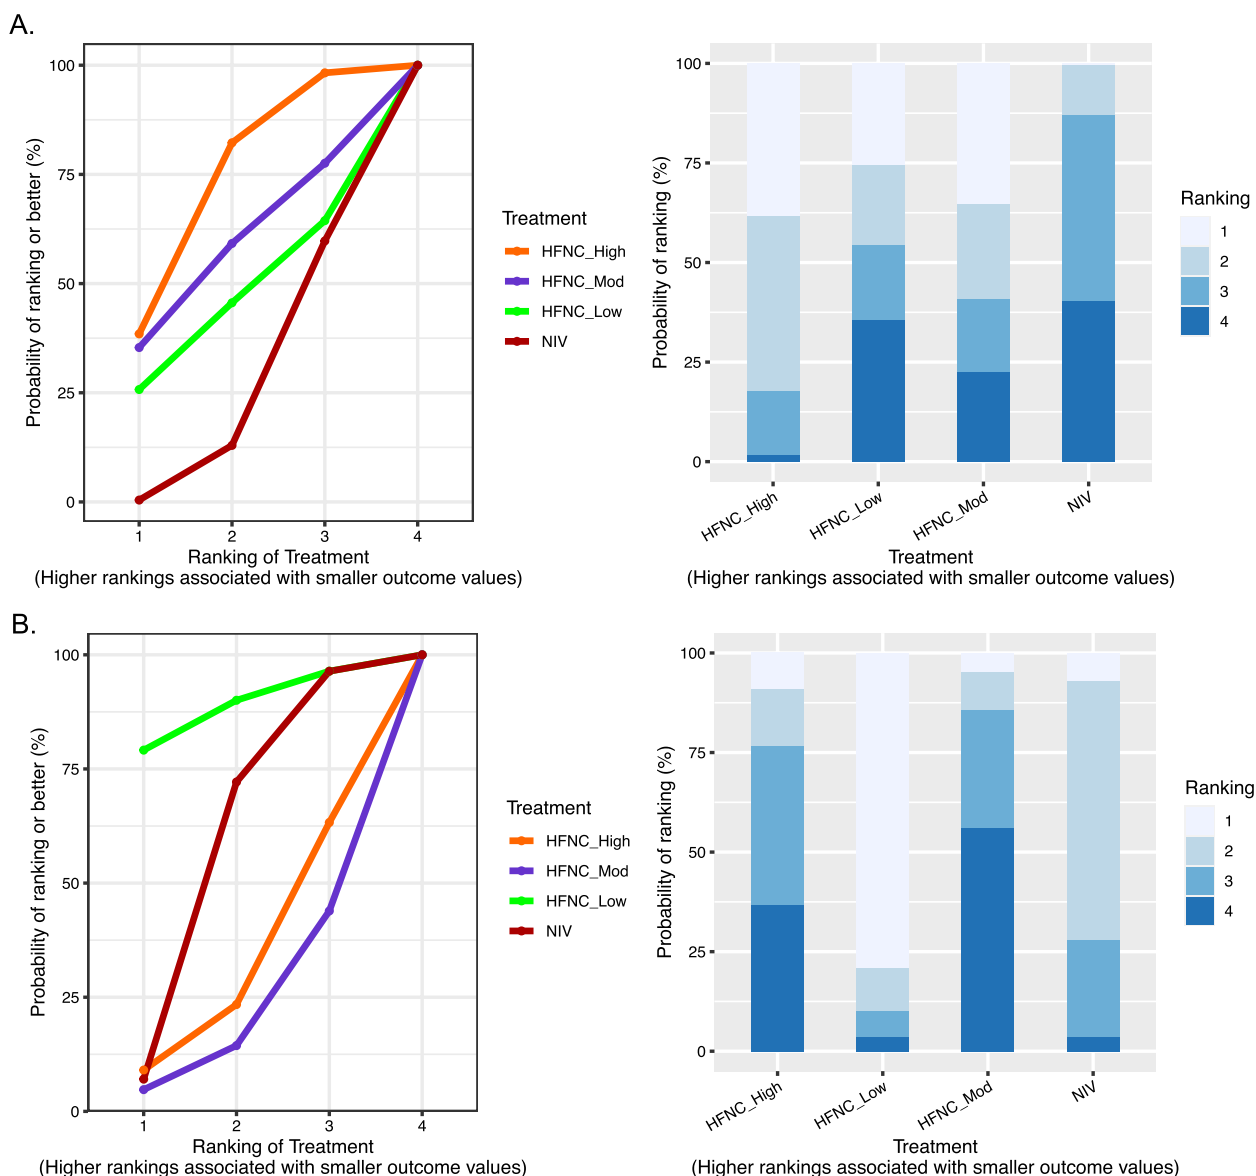 A.
Probability of ranking or better (%)
100
75
50
25
0
1 2 3 4
Ranking of Treatment
(Higher rankings associated with smaller outcome values)
Treatment
HFNC_High
HFNC_Mod
HFNC_Low
NIV
Probability of ranking (%)
100
75
50
25
0
HFNC_High HFNC_Low HFNC_Mod NIV
Treatment
(Higher rankings associated with smaller outcome values)
Ranking
1
2
3
4
B.
Probability of ranking or better (%)
100
75
50
25
0
1 2 3 4
Ranking of Treatment
(Higher rankings associated with smaller outcome values)
Treatment
HFNC_High
HFNC_Mod
HFNC_Low
NIV
Probability of ranking (%)
100
75
50
25
0
HFNC_High HFNC_Low HFNC_Mod NIV
Treatment
(Higher rankings associated with smaller outcome values)
Ranking
1
2
3
4